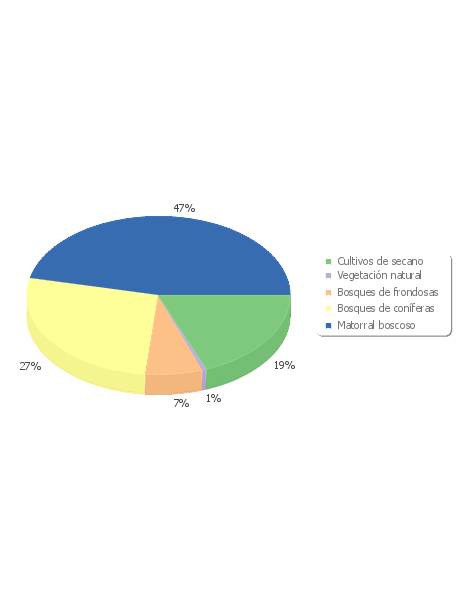 47%
27%
7%
1%
19%
Cultivos de secano
Vegetación natural
Bosques de frondosas
Bosques de coníferas
Matorral boscoso